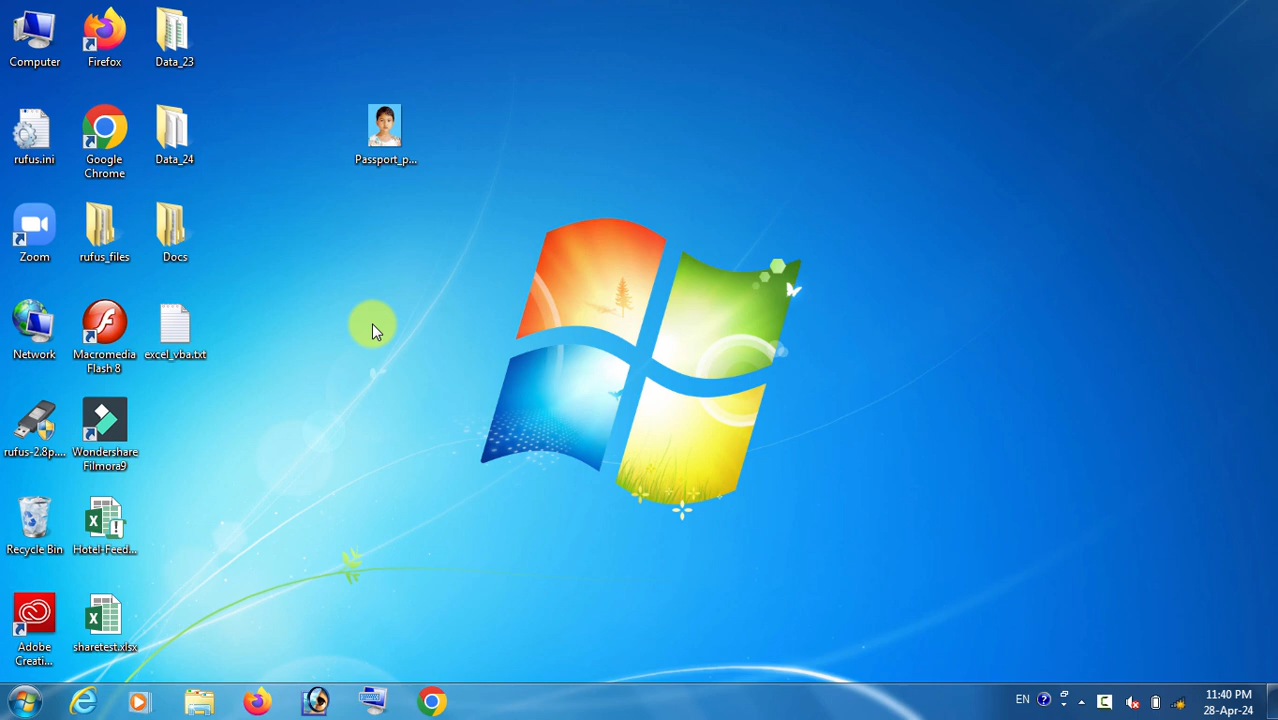 Computer
Firefox
Data_23
rufus.ini
Google
Chrome
Data_24
Passport_p...
Zoom
rufus_files
Docs
Network
Macromedia
Flash 8
excel_vba.txt
rufus-2.8p....
Wondershare
Filmora9
Recycle Bin
Hotel-Feed...
Adobe
Creati...
sharetest.xlsx
EN
11:40 PM
28-Apr-24